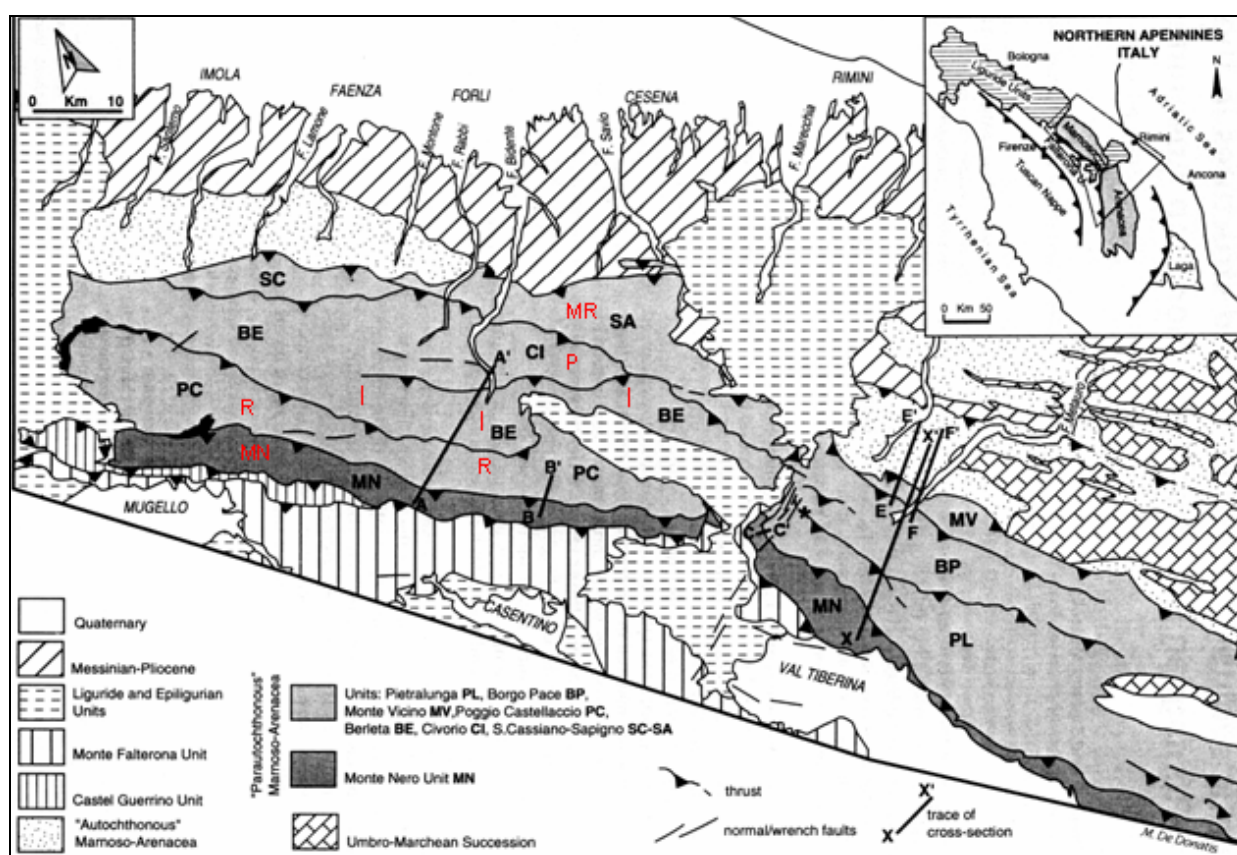 N
0 Km 10
IMOLA
FAENZA
FORLI
CESENA
RIMINI
F. Santerno
F. Lamone
F. Montone
F. Rabbi
F. Bidente
F. Savio
F. Marecchia
NORTHERN APENNINES
ITALY
N
Bologna
Liguride Units
Adriatic Sea
Rimini
Marnoso-
Firenze
Falterona U.
Ancona
Tuscan Nappe
Arenacea
Tyrrhenian Sea
Laga
0 Km 50
SC
MR
SA
BE
CI
P
A'
PC
I
I
I
BE
R
BE
MN
R
B'
PC
MN
A
B
E'
X'
F'
C
C'
*
E
F
MV
BP
MUGELLO
CASENTINO
MN
X
PL
VAL TIBERINA
Quaternary
Messinian-Pliocene
Liguride and Epiligurian
Units
Monte Falterona Unit
Castel Guerrino Unit
"Autochthonous"
Marnoso-Arenacea
"Parautochthonous"
Marnoso-Arenacea
Units: Pietralunga PL, Borgo Pace BP,
Monte Vicino MV,Poggio Castellaccio PC,
Berleta BE, Civorio CI, S.Cassiano-Sapigno SC-SA
Monte Nero Unit MN
Umbro-Marchean Succession
thrust
normal/wrench faults
X'
X
trace of
cross-section
M. De Donatis